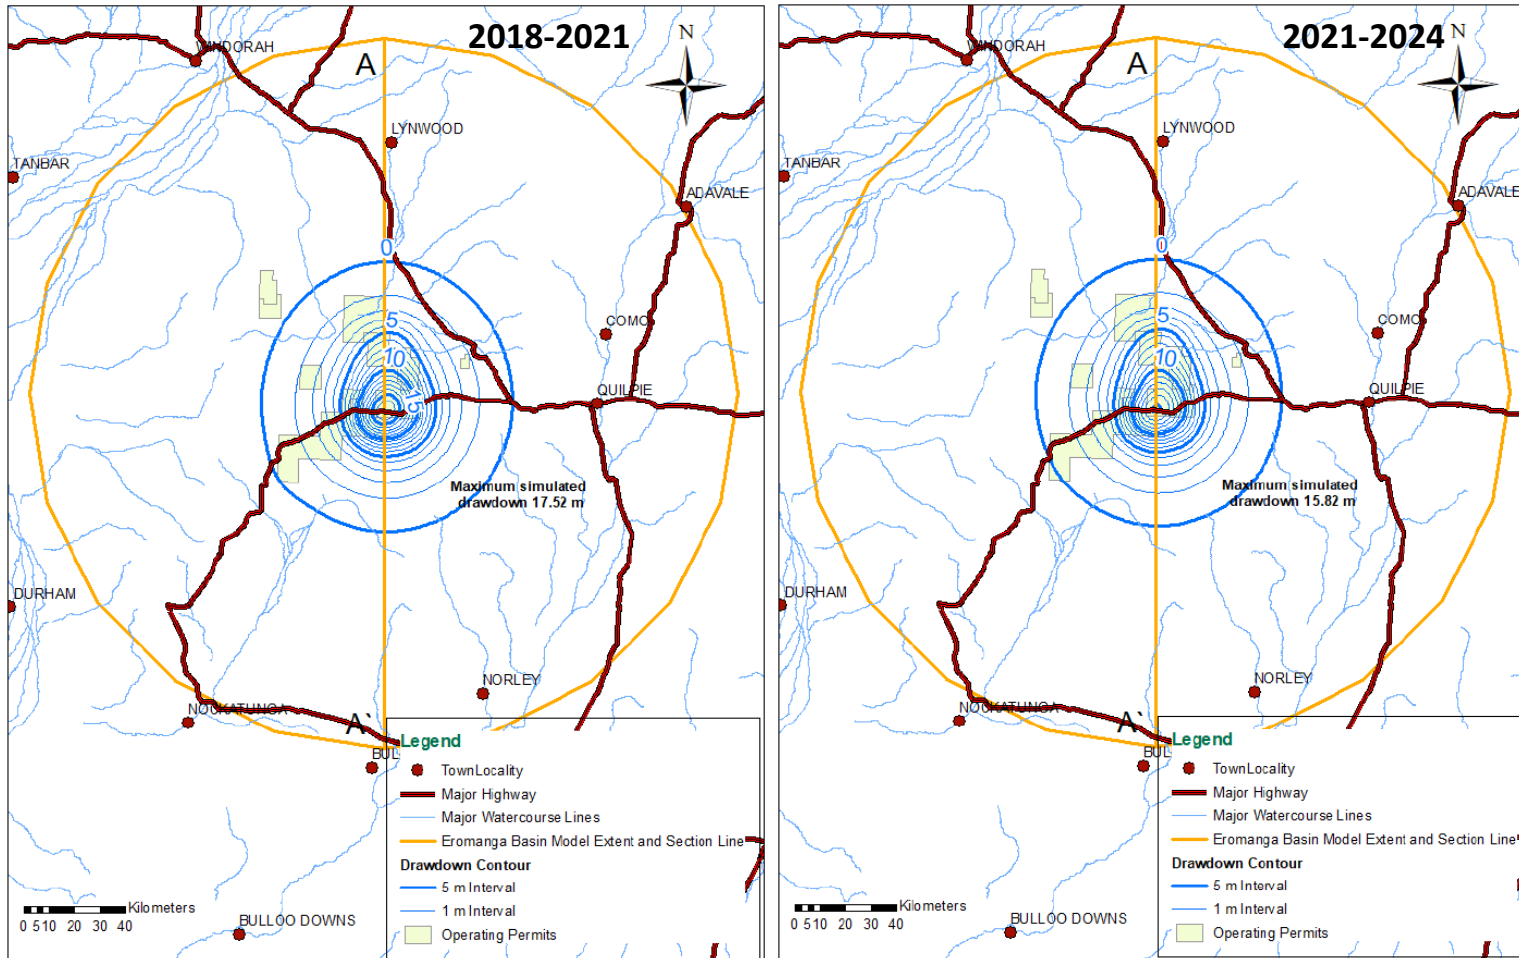 2018-2021
N
A
WINDORAH
LYNWOOD
TANBAR
ADAVALE
0
5
10
15
COMO
QUILPIE
Maximum simulated
drawdown 17.52 m
DURHAM
NORLEY
NOCKATUNGA
A`
BUL
Legend
Town Locality
Major Highway
Major Watercourse Lines
Eromanga Basin Model Extent and Section Line
Drawdown Contour
5 m Interval
1 m Interval
Operating Permits
Kilometers
0 5 10 20 30 40
BULLOO DOWNS
2021-2024
N
A
WINDORAH
LYNWOOD
TANBAR
ADAVALE
0
5
10
COMO
QUILPIE
Maximum simulated
drawdown 15.82 m
DURHAM
NORLEY
NOCKATUNGA
A`
BUL
Legend
Town Locality
Major Highway
Major Watercourse Lines
Eromanga Basin Model Extent and Section Line
Drawdown Contour
5 m Interval
1 m Interval
Operating Permits
Kilometers
0 5 10 20 30 40
BULLOO DOWNS